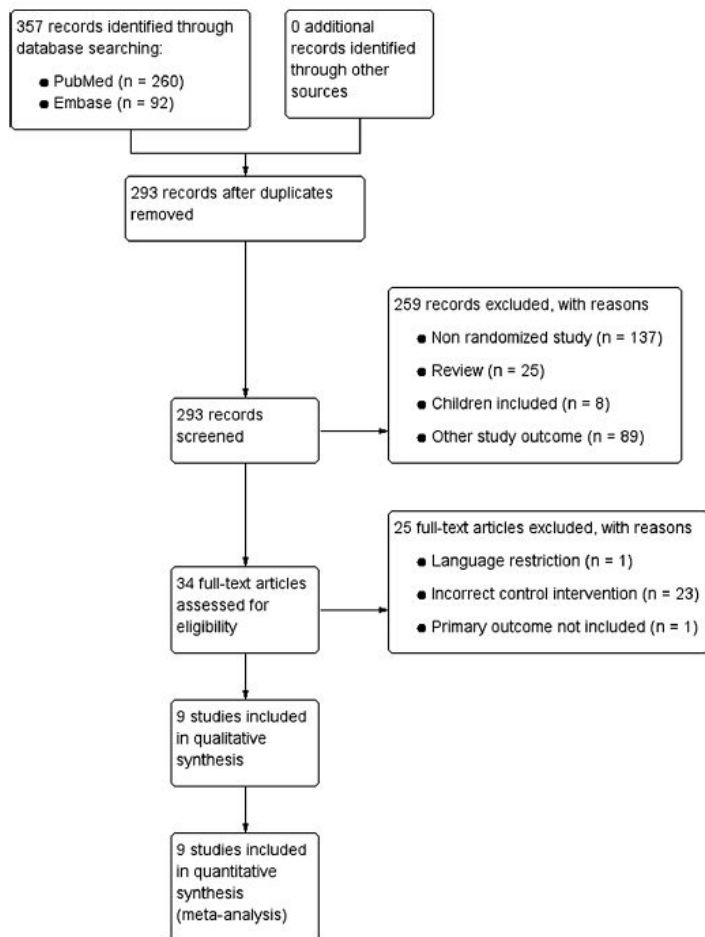 357 records identified through
database searching:
● PubMed (n = 260)
● Embase (n = 92)
0 additional
records identified
through other
sources
293 records after duplicates
removed
259 records excluded, with reasons
● Non randomized study (n = 137)
● Review (n = 25)
● Children included (n = 8)
● Other study outcome (n = 89)
293 records
screened
25 full-text articles excluded, with reasons
● Language restriction (n = 1)
● Incorrect control intervention (n = 23)
● Primary outcome not included (n = 1)
34 full-text articles
assessed for
eligibility
9 studies included
in qualitative
synthesis
9 studies included
in quantitative
synthesis
(meta-analysis)